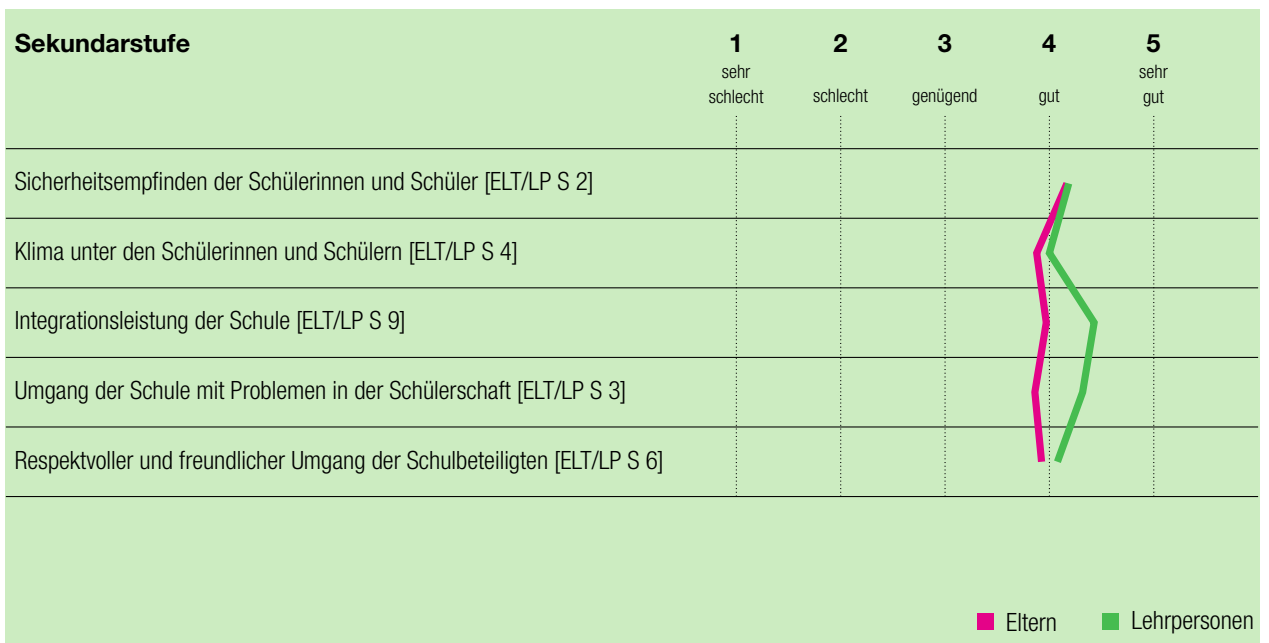 Sekundarstufe 1 2 3 4 5
sehr sehr
schlecht schlecht genügend gut gut
Sicherheitsempfinden der Schülerinnen und Schüler [ELT/LP S 2]
Klima unter den Schülerinnen und Schülern [ELT/LP S 4]
Integrationsleistung der Schule [ELT/LP S 9]
Umgang der Schule mit Problemen in der Schülerschaft [ELT/LP S 3]
Respektvoller und freundlicher Umgang der Schulbeteiligten [ELT/LP S 6]
Eltern Lehrpersonen